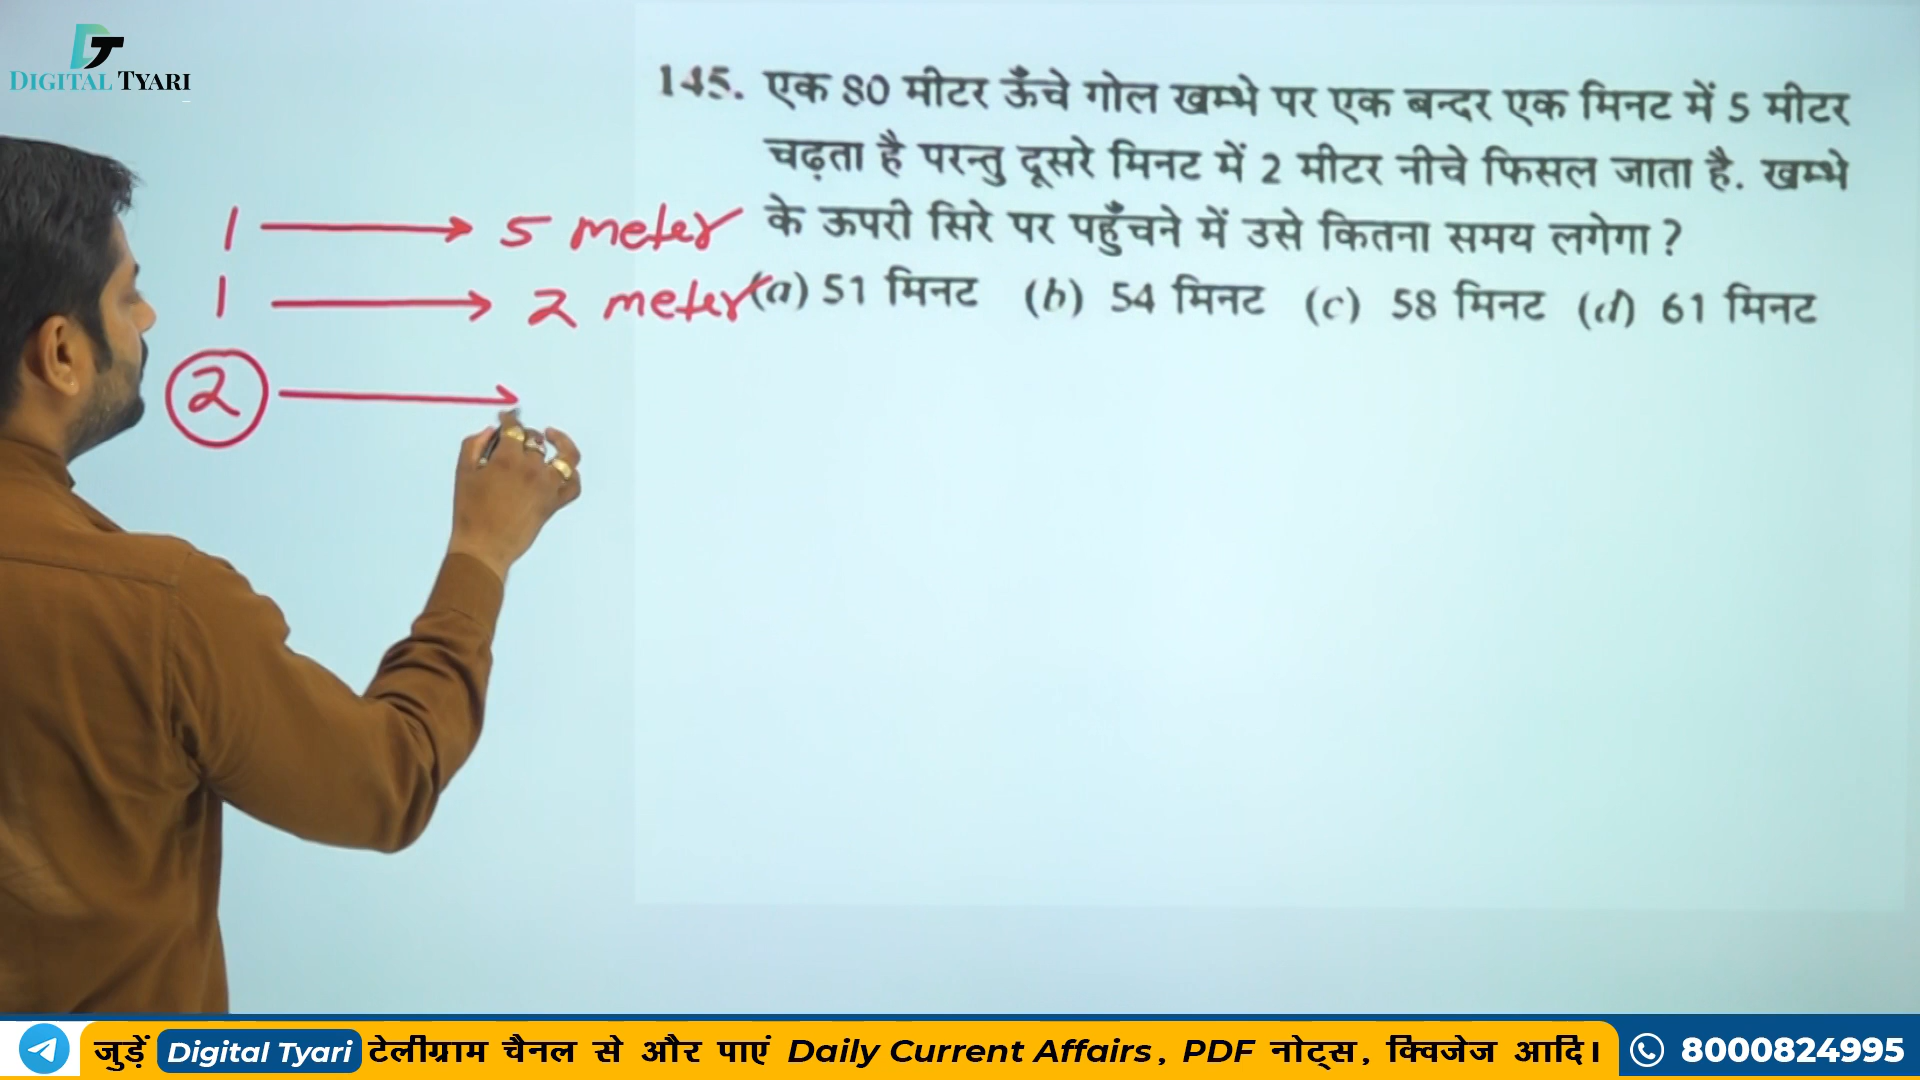 DT
DIGITAL TYARI
145. एक 80 मीटर ऊँचे गोल खम्भे पर एक बन्दर एक मिनट में 5 मीटर
चढ़ता है परन्तु दूसरे मिनट में 2 मीटर नीचे फिसल जाता है. खम्भे
के ऊपरी सिरे पर पहुँचने में उसे कितना समय लगेगा ?
(a) 51 मिनट (b) 54 मिनट (c) 58 मिनट (d) 61 मिनट
1 → 5 meter
1 → 2 meter
2 →
जुड़ें Digital Tyari टेलीग्राम चैनल से और पाएं Daily Current Affairs, PDF नोट्स, क्विजेज आदि। 8000824995